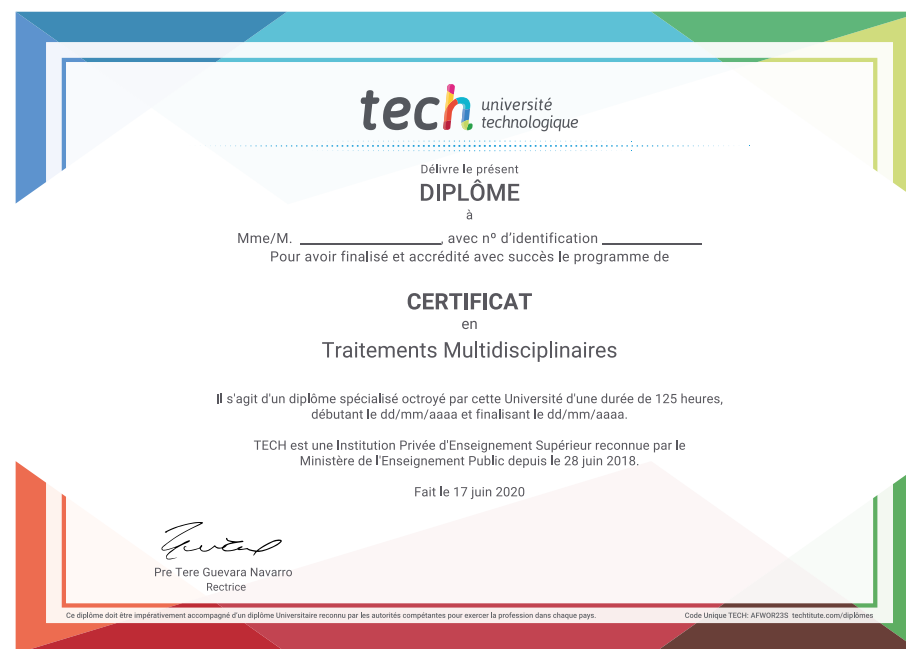 tech université
technologique
Délivre le présent
DIPLÔME
à
Mme/M. ____________________, avec nº d'identification ______________
Pour avoir finalisé et accrédité avec succès le programme de
CERTIFICAT
en
Traitements Multidisciplinaires
Il s'agit d'un diplôme spécialisé octroyé par cette Université d'une durée de 125 heures,
débutant le dd/mm/aaaa et finalisant le dd/mm/aaaa.
TECH est une Institution Privée d'Enseignement Supérieur reconnue par le
Ministère de l'Enseignement Public depuis le 28 juin 2018.
Fait le 17 juin 2020
Pre Tere Guevara Navarro
Rectrice
Ce diplôme doit être impérativement accompagné d'un diplôme Universitaire reconnu par les autorités compétantes pour exercer la profession dans chaque pays. Code Unique TECH: AFWOR23S techtitute.com/diplômes